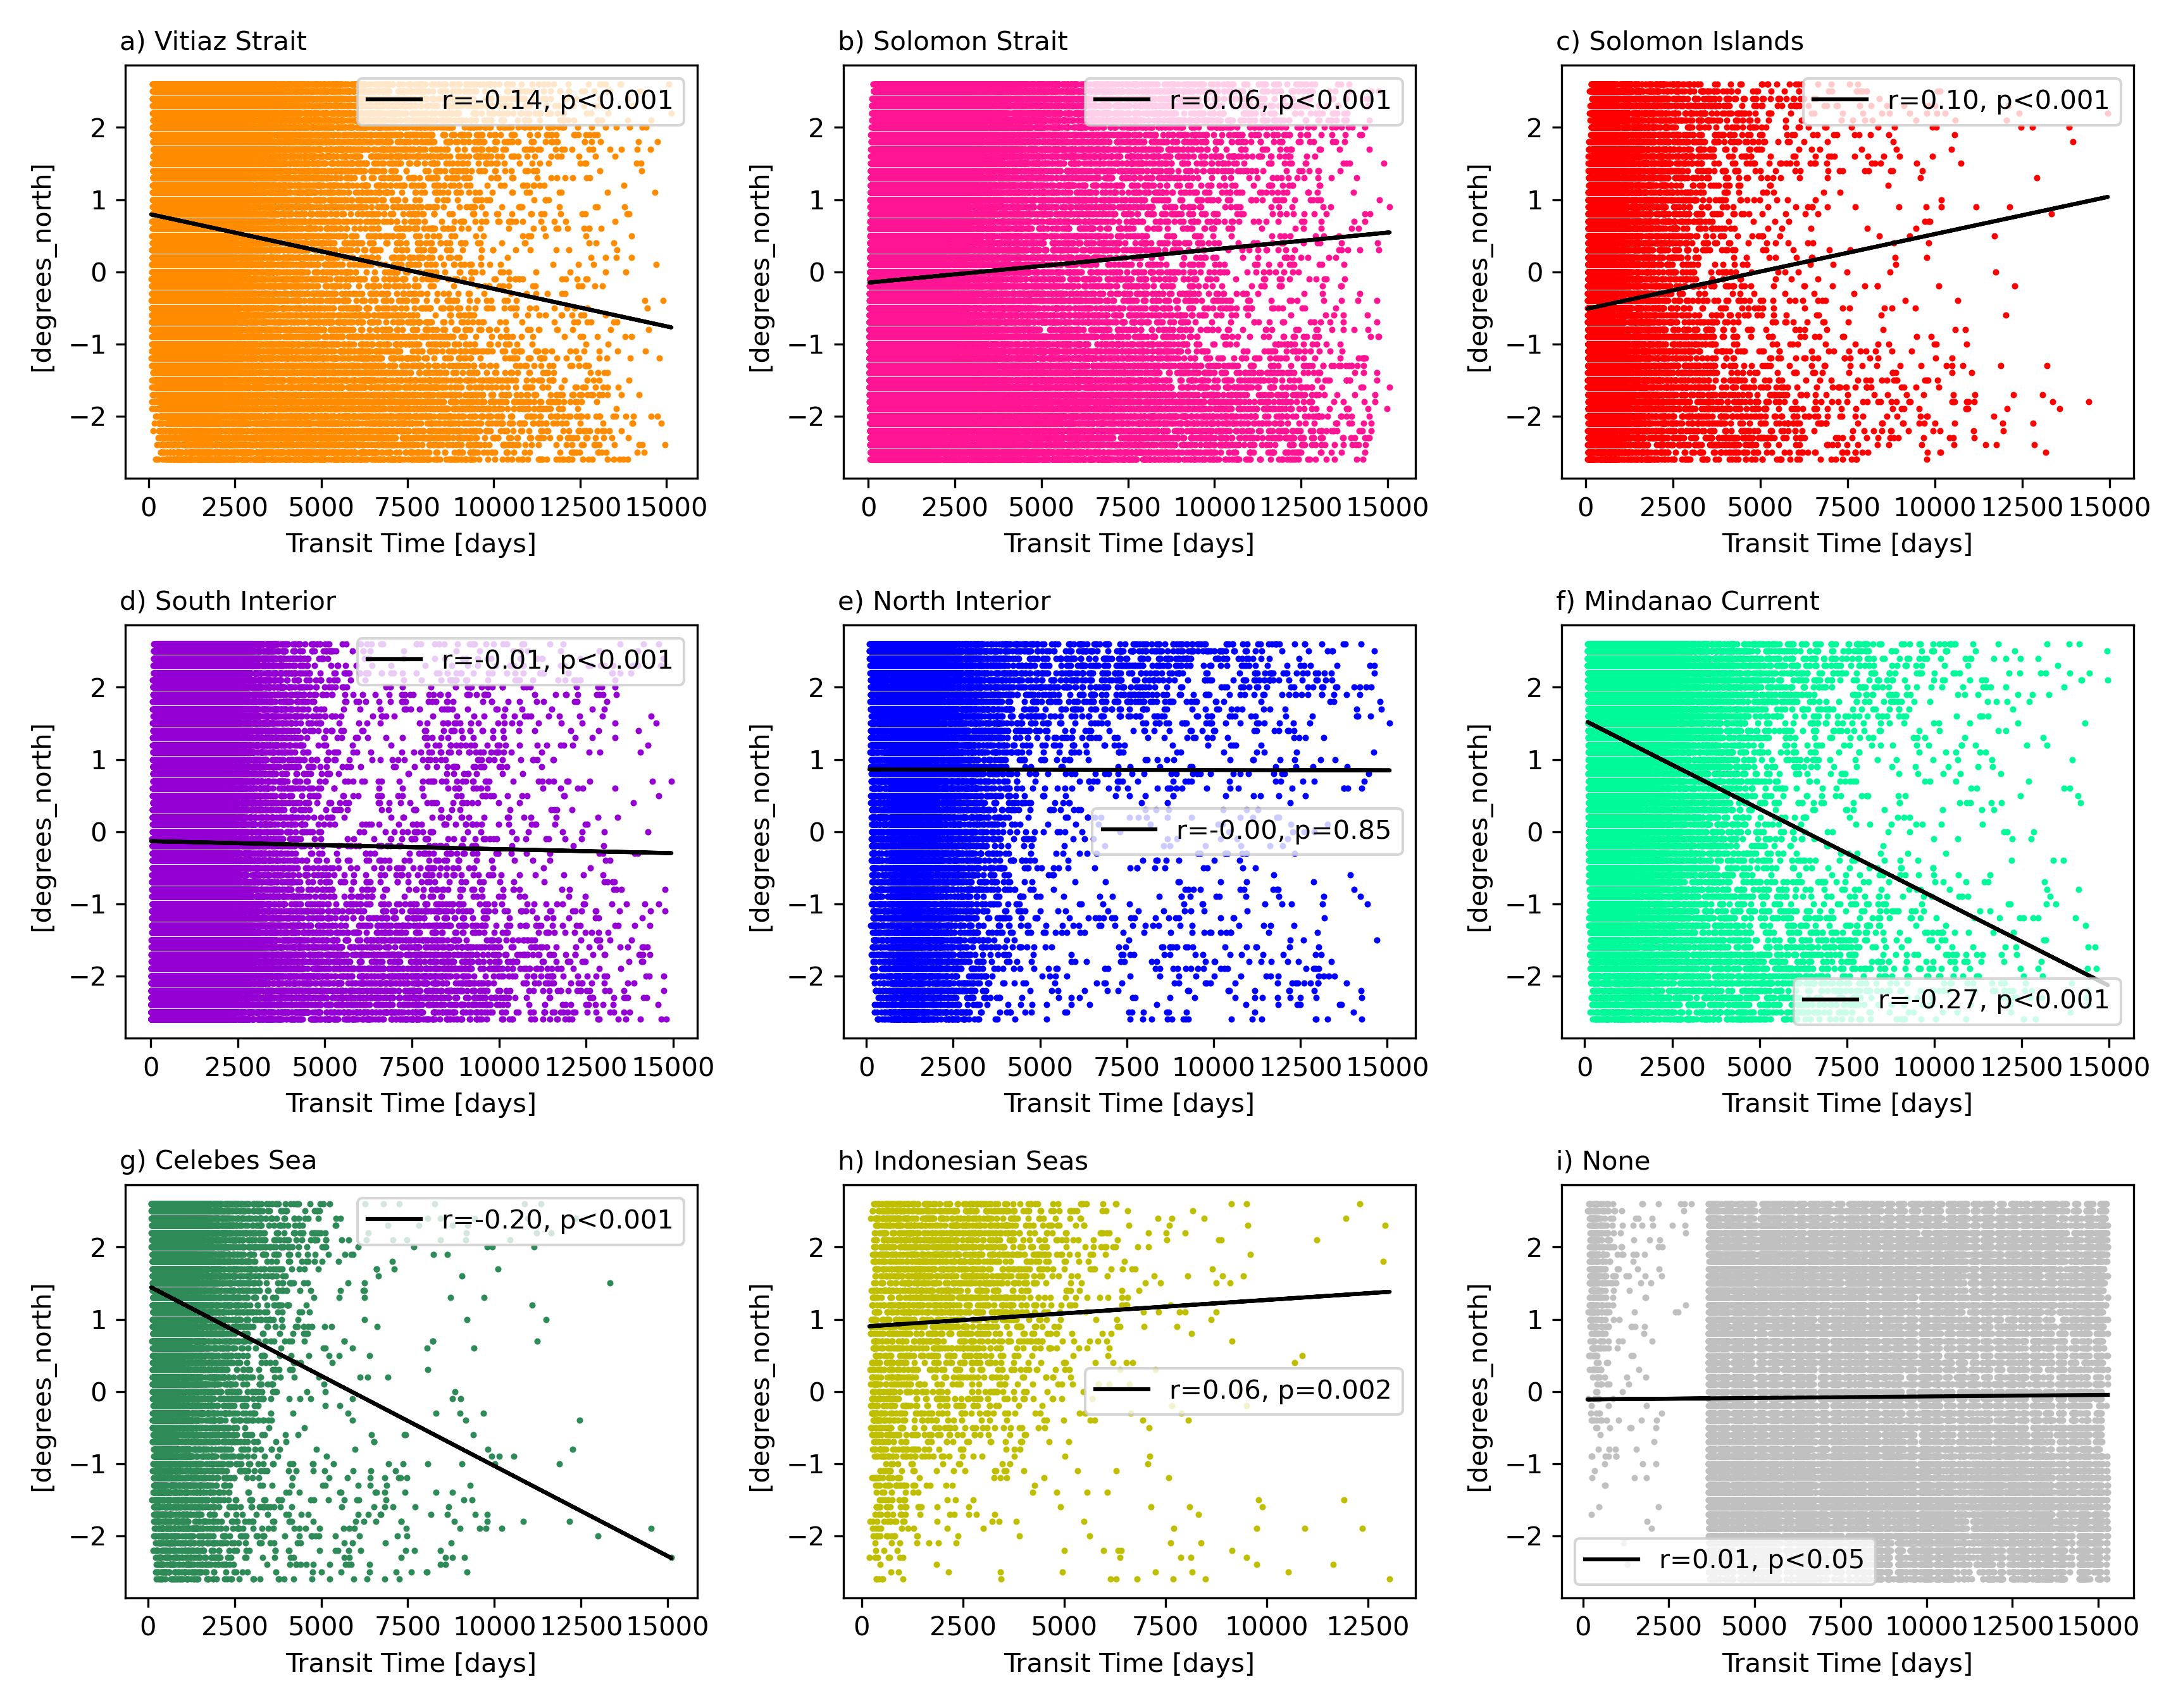 a) Vitiaz Strait
r=-0.14, p<0.001
2
1
0
−1
−2
[degrees_north]
0 2500 5000 7500 10000 12500 15000
Transit Time [days]
b) Solomon Strait
r=0.06, p<0.001
2
1
0
−1
−2
[degrees_north]
0 2500 5000 7500 10000 12500 15000
Transit Time [days]
c) Solomon Islands
r=0.10, p<0.001
2
1
0
−1
−2
[degrees_north]
0 2500 5000 7500 10000 12500 15000
Transit Time [days]
d) South Interior
r=-0.01, p<0.001
2
1
0
−1
−2
[degrees_north]
0 2500 5000 7500 10000 12500 15000
Transit Time [days]
e) North Interior
r=-0.00, p=0.85
2
1
0
−1
−2
[degrees_north]
0 2500 5000 7500 10000 12500 15000
Transit Time [days]
f) Mindanao Current
r=-0.27, p<0.001
2
1
0
−1
−2
[degrees_north]
0 2500 5000 7500 10000 12500 15000
Transit Time [days]
g) Celebes Sea
r=-0.20, p<0.001
2
1
0
−1
−2
[degrees_north]
0 2500 5000 7500 10000 12500 15000
Transit Time [days]
h) Indonesian Seas
r=0.06, p=0.002
2
1
0
−1
−2
[degrees_north]
0 2500 5000 7500 10000 12500
Transit Time [days]
i) None
r=0.01, p<0.05
2
1
0
−1
−2
[degrees_north]
0 2500 5000 7500 10000 12500 15000
Transit Time [days]